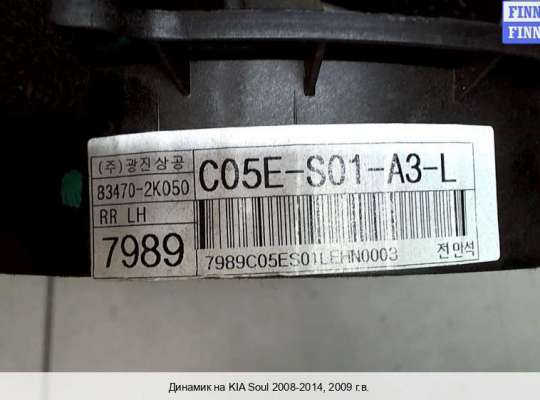 FINN
FINN
(주)광진상공
C05E-S01-A3-L
83470-2K050
RR LH
7989
7989C05ES01LEHN0003
전민석
Динамик на KIA Soul 2008-2014, 2009 г.в.